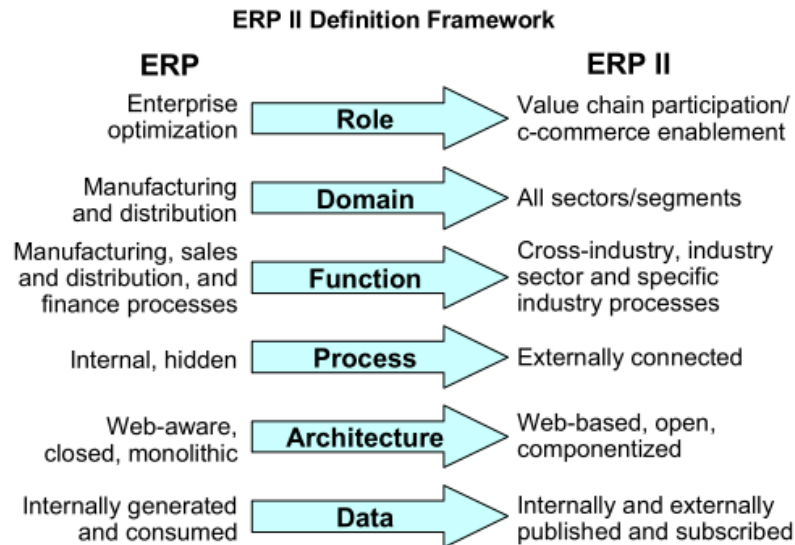 ERP II Definition Framework
ERP
ERP II
Enterprise
optimization
Role
Value chain participation/
c-commerce enablement
Manufacturing
and distribution
Domain
All sectors/segments
Manufacturing, sales
and distribution, and
finance processes
Function
Cross-industry, industry
sector and specific
industry processes
Internal, hidden
Process
Externally connected
Web-aware,
closed, monolithic
Architecture
Web-based, open,
componentized
Internally generated
and consumed
Data
Internally and externally
published and subscribed